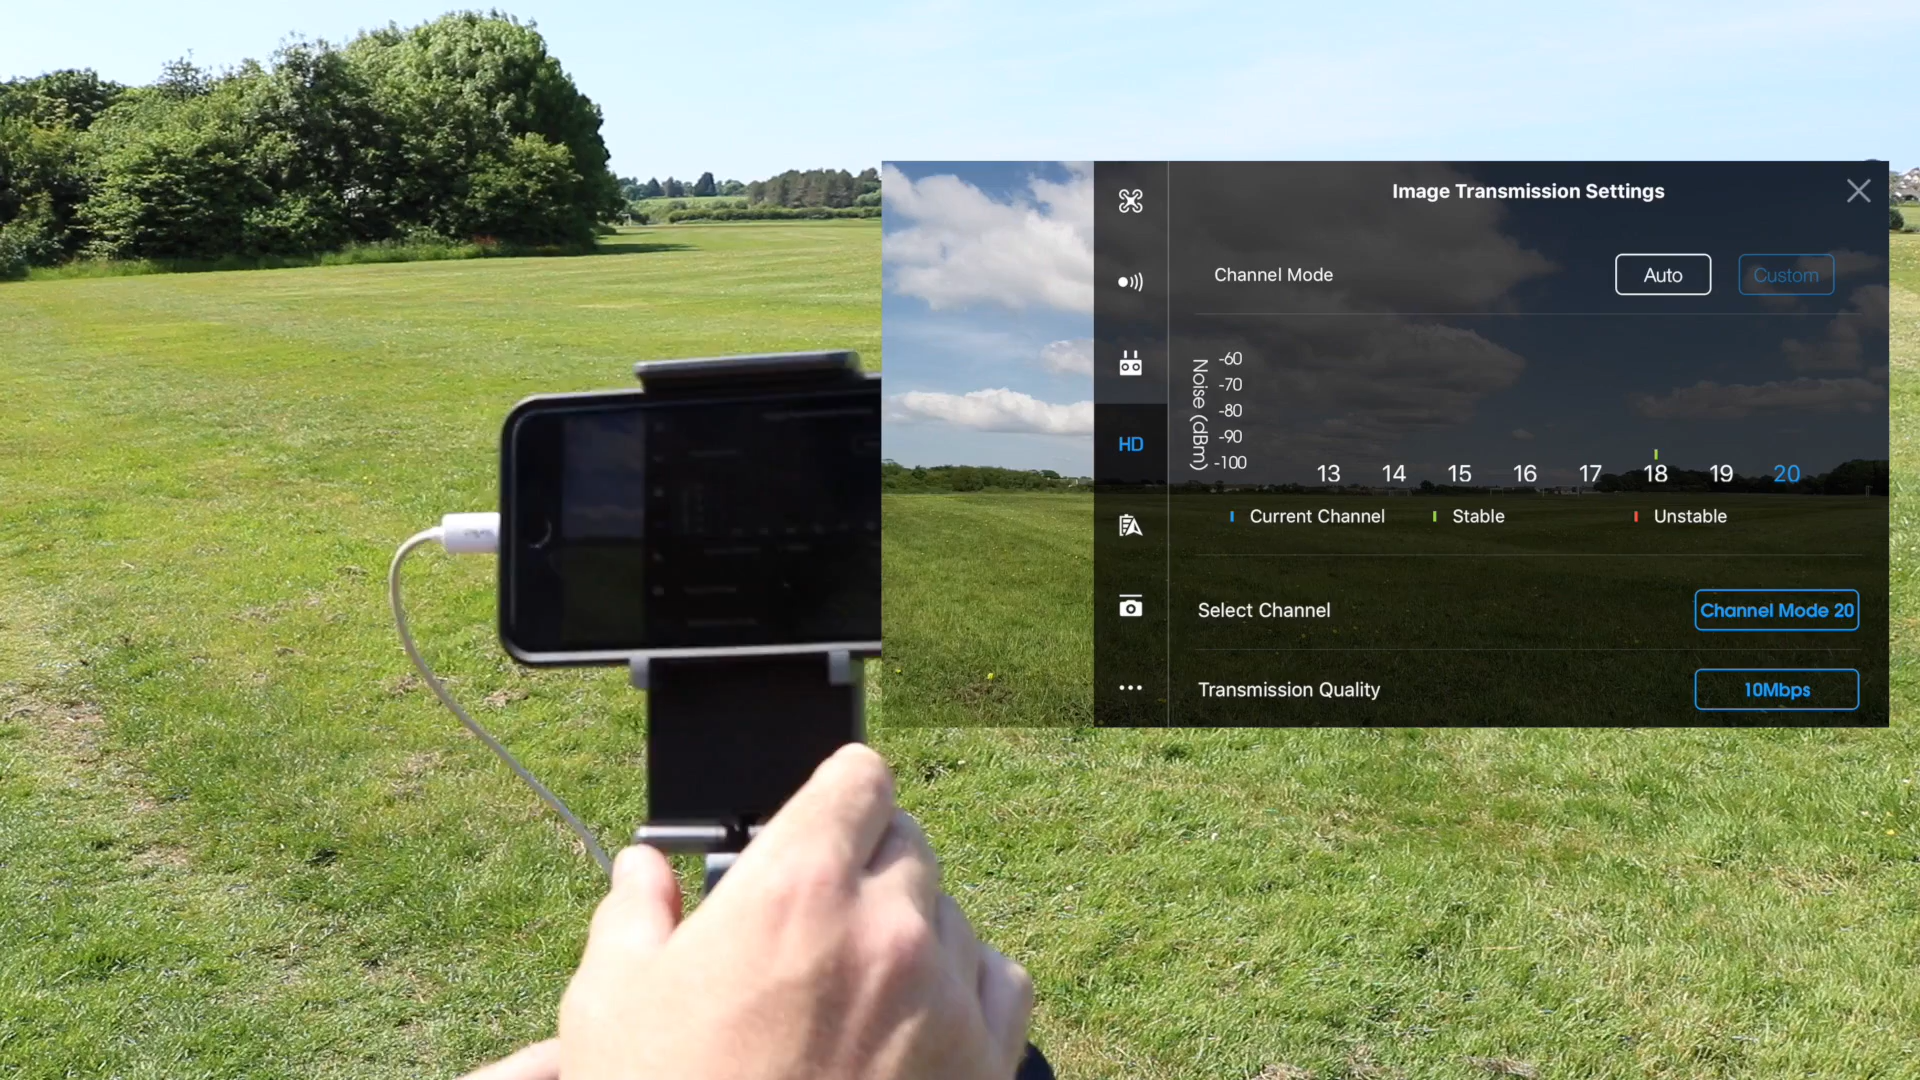 Image Transmission Settings
Channel Mode
Auto
Custom
Noise (dBm)
-60
-70
-80
-90
-100
13 14 15 16 17 18 19 20
Current Channel
Stable
Unstable
HD
Select Channel
Channel Mode 20
Transmission Quality
10Mbps